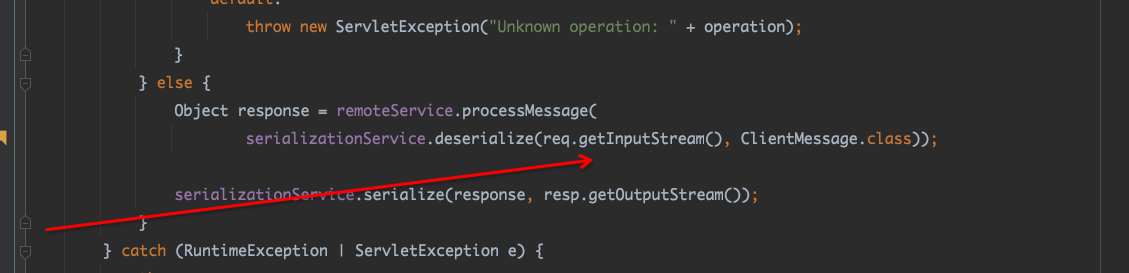 default:
throw new ServletException("Unknown operation: " + operation);
}
} else {
Object response = remoteService.processMessage(
serializationService.deserialize(req.getInputStream(), ClientMessage.class));
serializationService.serialize(response, resp.getOutputStream());
}
} catch (RuntimeException | ServletException e) {